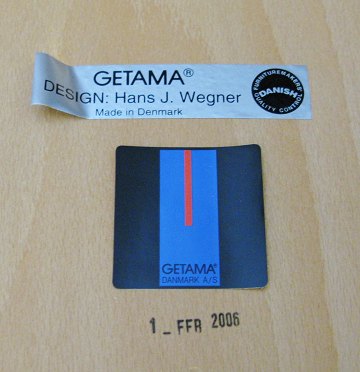 GETAMA®
DESIGN: Hans J. Wegner
Made in Denmark
FURNITUREMAKERS
DANISH
QUALITY CONTROL
GETAMA®
DANMARK A/S
1 _ FEB 2006